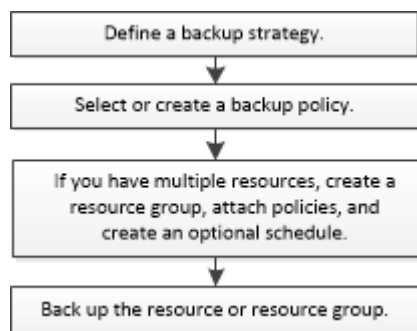 Define a backup strategy.
Select or create a backup policy.
If you have multiple resources, create a
resource group, attach policies, and
create an optional schedule.
Back up the resource or resource group.